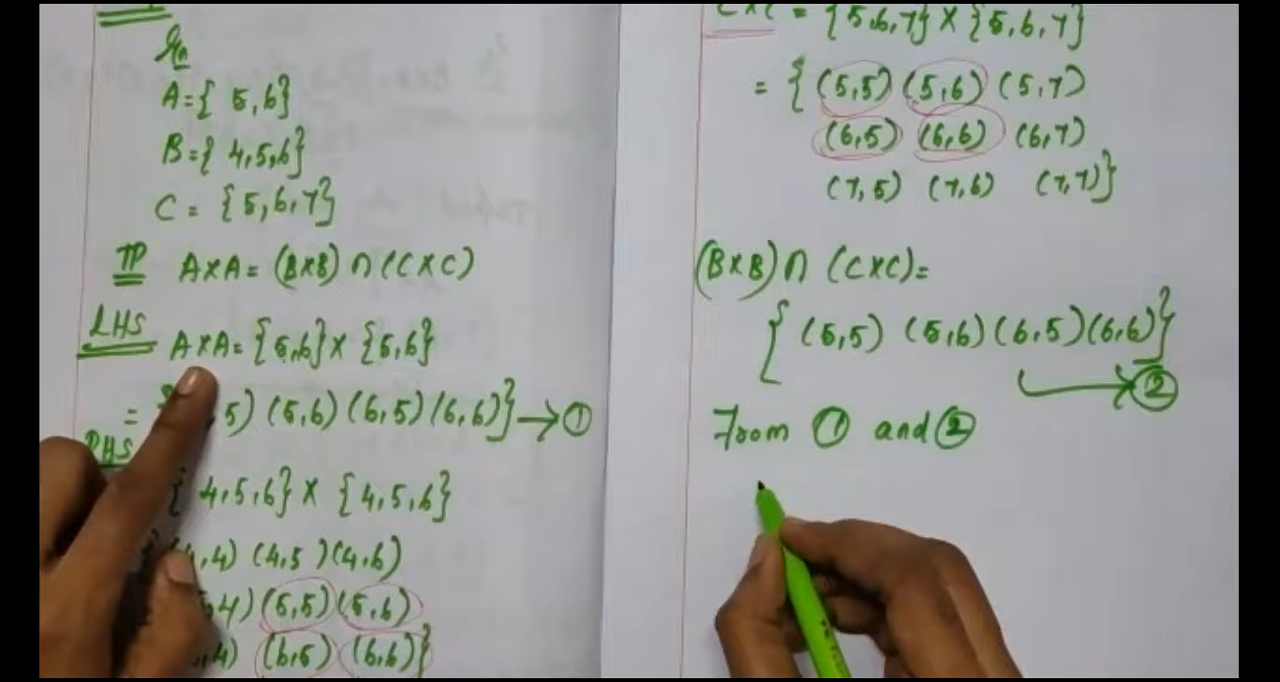 A={ 5,6}
B={ 4,5,6}
C = {5,6,7}
TP A×A= (B×B) ∩ (C×C)
LHS A×A= {5,6}× {5,6}
= 5) (5,6) (6,5) (6,6)} → ①
RHS
{ 4,5,6} × {4,5,6}
,4) (4,5 )(4,6)
,4) (5,5) (5,6)
,4) (6,5) (6,6)}
C×C = {5,6,7} × {5,6,7}
= { (5,5) (5,6) (5,7)
(6,5) (6,6) (6,7)
(7,5) (7,6) (7,7)}
(B×B) ∩ (C×C)=
{ (5,5) (5,6) (6,5)(6,6)}
→ ②
From ① and ②